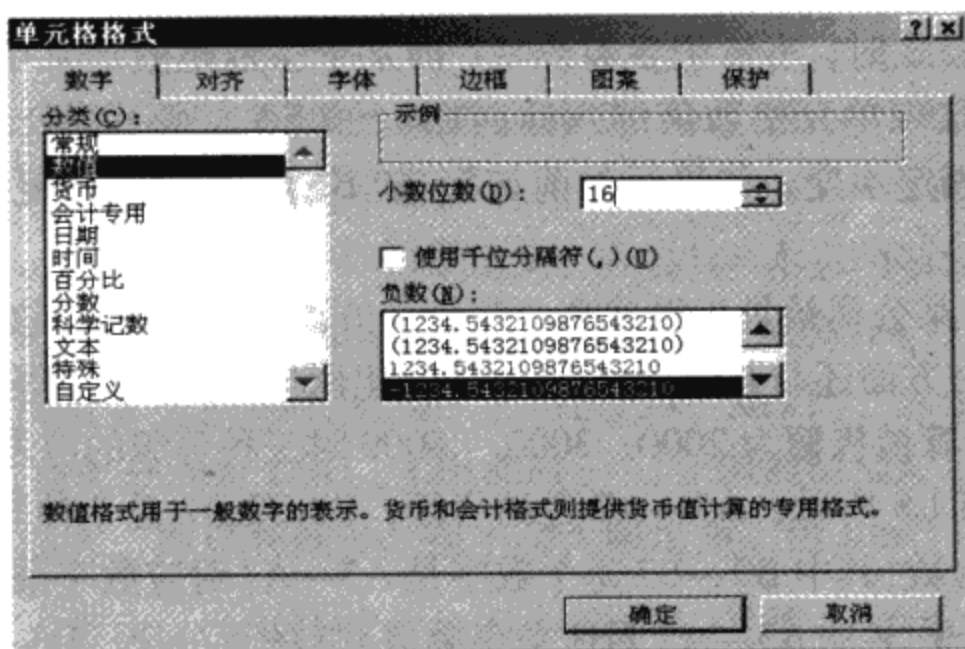 单元格格式
数字 对齐 字体 边框 图案 保护
分类(C):
常规
数值
货币
会计专用
日期
时间
百分比
分数
科学记数
文本
特殊
自定义
示例
小数位数(D): 16
使用千位分隔符(,)(U)
负数(N):
(1234.5432109876543210)
(1234.5432109876543210)
1234.5432109876543210
-1234.5432109876543210
数值格式用于一般数字的表示。货币和会计格式则提供货币值计算的专用格式。
确定 取消